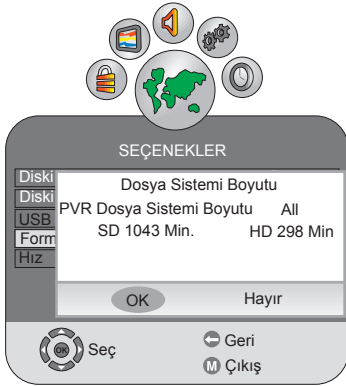 SEÇENEKLER
Diski
Diski
USB
Form
Hız
Dosya Sistemi Boyutu
PVR Dosya Sistemi Boyutu All
SD 1043 Min. HD 298 Min
OK Hayır
OK Seç
Geri
M Çıkış